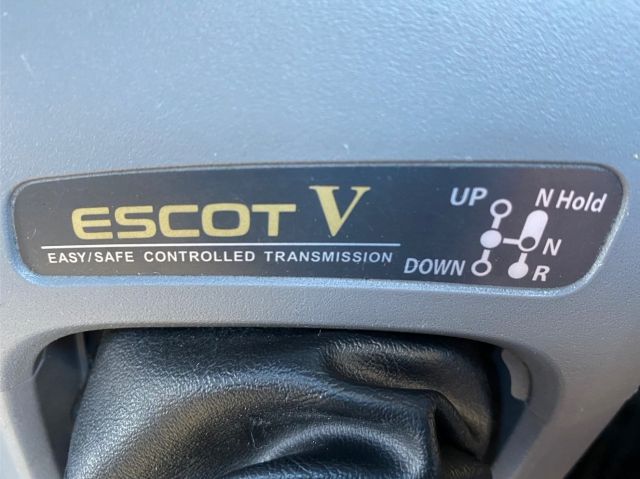 ESCOT V
EASY/SAFE CONTROLLED TRANSMISSION
UP
N Hold
N
DOWN
R